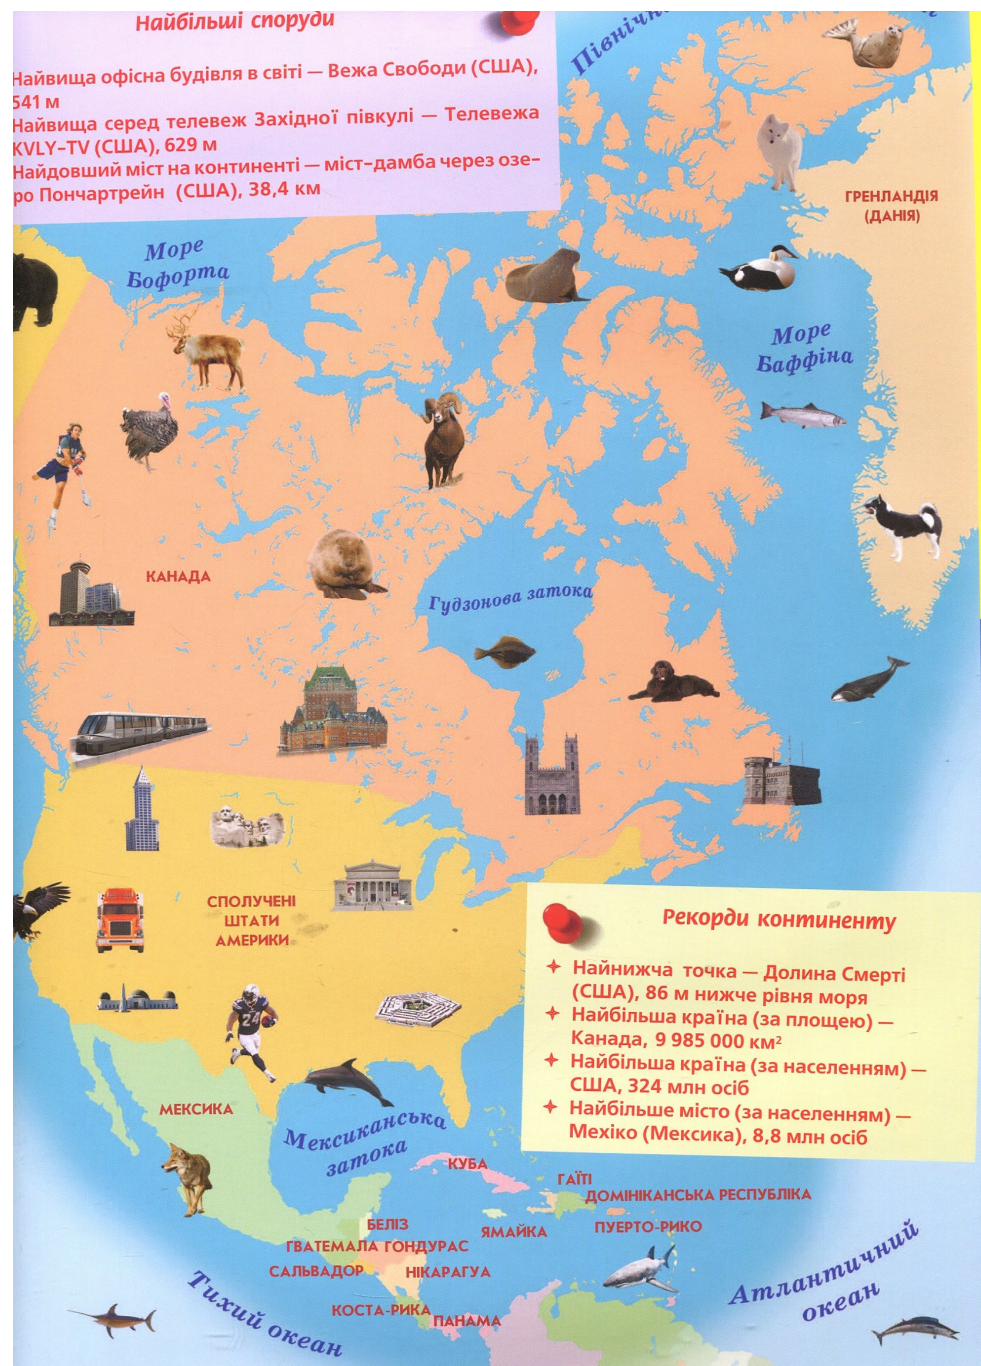 Найбільші споруди
Найвища офісна будівля в світі — Вежа Свободи (США),
541 м
Найвища серед телевеж Західної півкулі — Телевежа
KVLY-TV (США), 629 м
Найдовший міст на континенті — міст-дамба через озе-
ро Пончартрейн (США), 38,4 км
ГРЕНЛАНДІЯ
(ДАНІЯ)
Море
Бофорта
Море
Баффіна
КАНАДА
Гудзонова затока
СПОЛУЧЕНІ
ШТАТИ
АМЕРИКИ
24
Рекорди континенту
Найнижча точка — Долина Смерті
(США), 86 м нижче рівня моря
Найбільша країна (за площею) —
Канада, 9 985 000 км²
Найбільша країна (за населенням) —
США, 324 млн осіб
Найбільше місто (за населенням) —
Мехіко (Мексика), 8,8 млн осіб
МЕКСИКА
Мексиканська
затока
КУБА
ГАЇТІ
ДОМІНІКАНСЬКА РЕСПУБЛІКА
БЕЛІЗ
ЯМАЙКА
ПУЕРТО-РИКО
ГВАТЕМАЛА ГОНДУРАС
САЛЬВАДОР
НІКАРАГУА
КОСТА-РИКА
ПАНАМА
Тихий океан
Атлантичний
океан